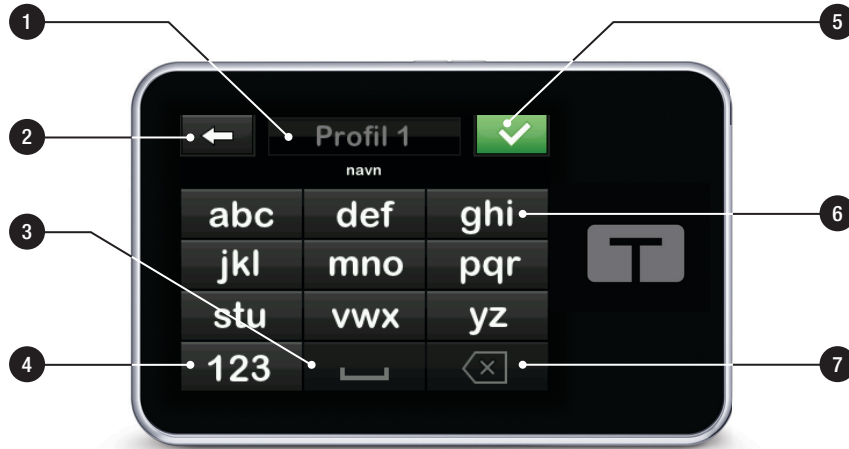 1 5
Profil 1
2
navn
abc def ghi 6
3
jkl mno pqr
stu vwx yz
4 123 7